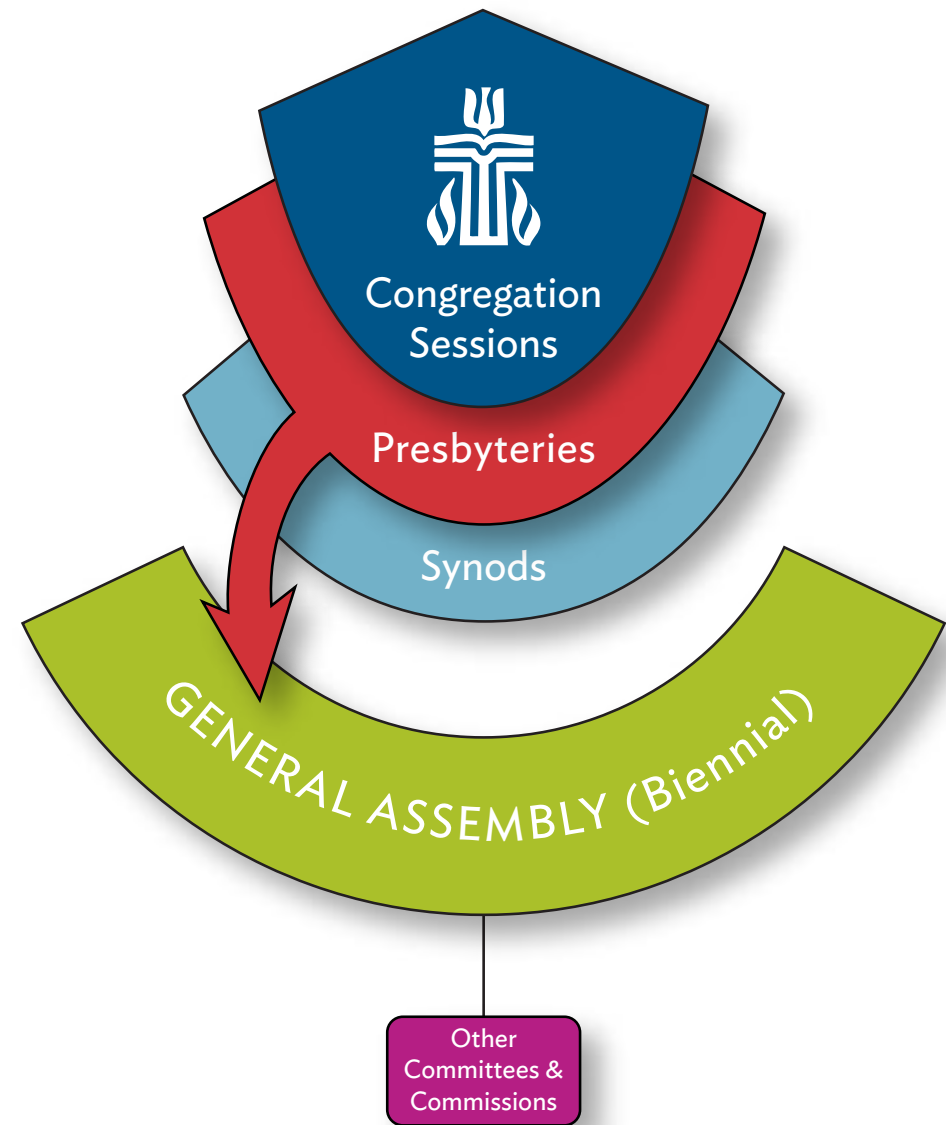 Congregation
Sessions
Presbyteries
Synods
GENERAL ASSEMBLY (Biennial)
Other
Committees &
Commissions